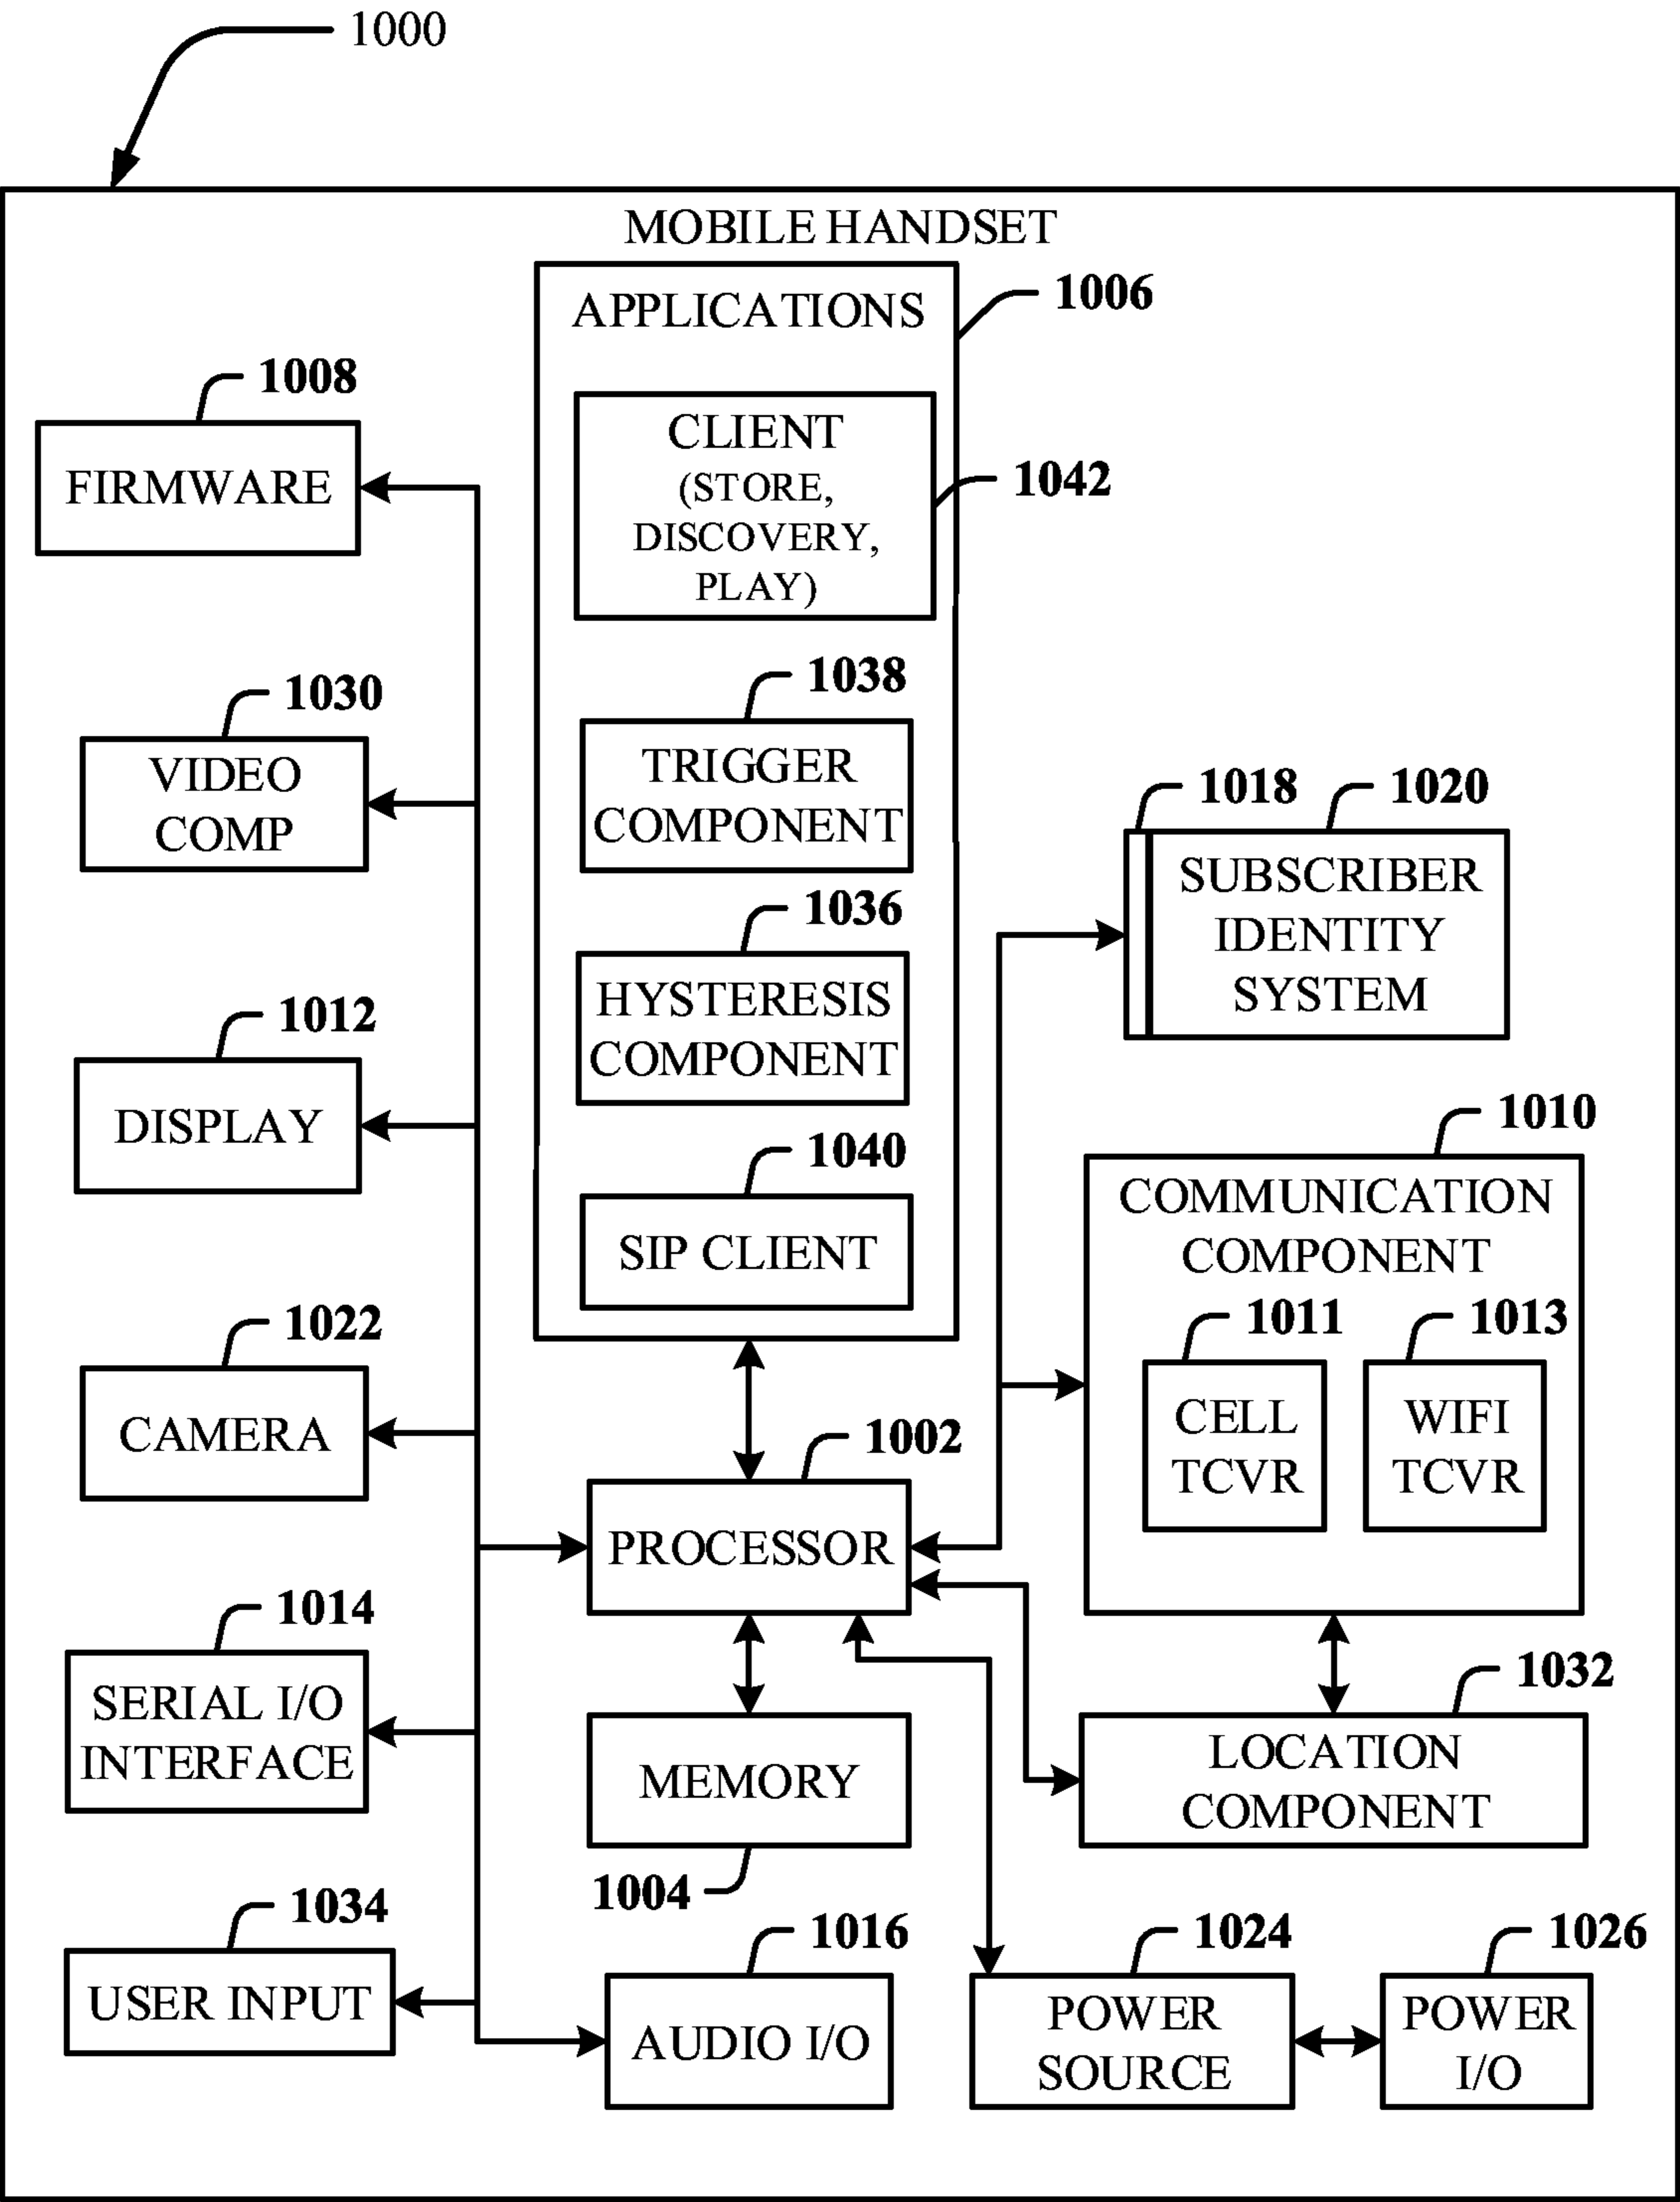 1000
MOBILE HANDSET
APPLICATIONS
1006
CLIENT
(STORE,
DISCOVERY,
PLAY)
1042
1038
TRIGGER
COMPONENT
1036
HYSTERESIS
COMPONENT
1040
SIP CLIENT
1008
FIRMWARE
1030
VIDEO
COMP
1012
DISPLAY
1022
CAMERA
1014
SERIAL I/O
INTERFACE
1034
USER INPUT
1002
PROCESSOR
MEMORY
1004
1016
AUDIO I/O
1018
1020
SUBSCRIBER
IDENTITY
SYSTEM
1010
COMMUNICATION
COMPONENT
1011
CELL
TCVR
1013
WIFI
TCVR
1032
LOCATION
COMPONENT
1024
POWER
SOURCE
1026
POWER
I/O